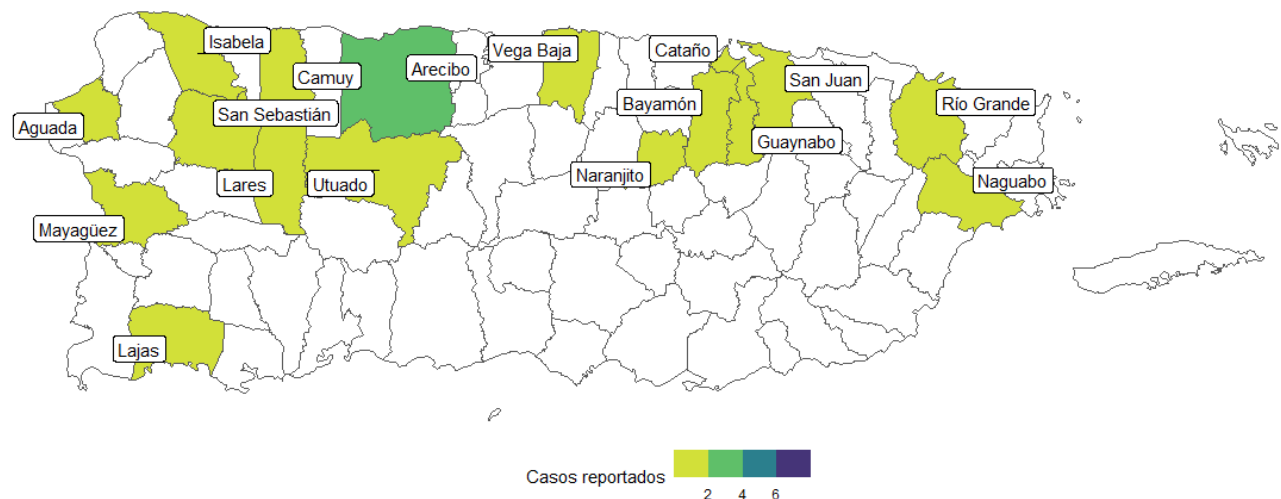 Isabela
Vega Baja
Cataño
Camuy
Arecibo
San Juan
Bayamón
Río Grande
San Sebastián
Aguada
Guaynabo
Naranjito
Lares
Utuado
Naguabo
Mayagüez
Lajas
Casos reportados
2 4 6